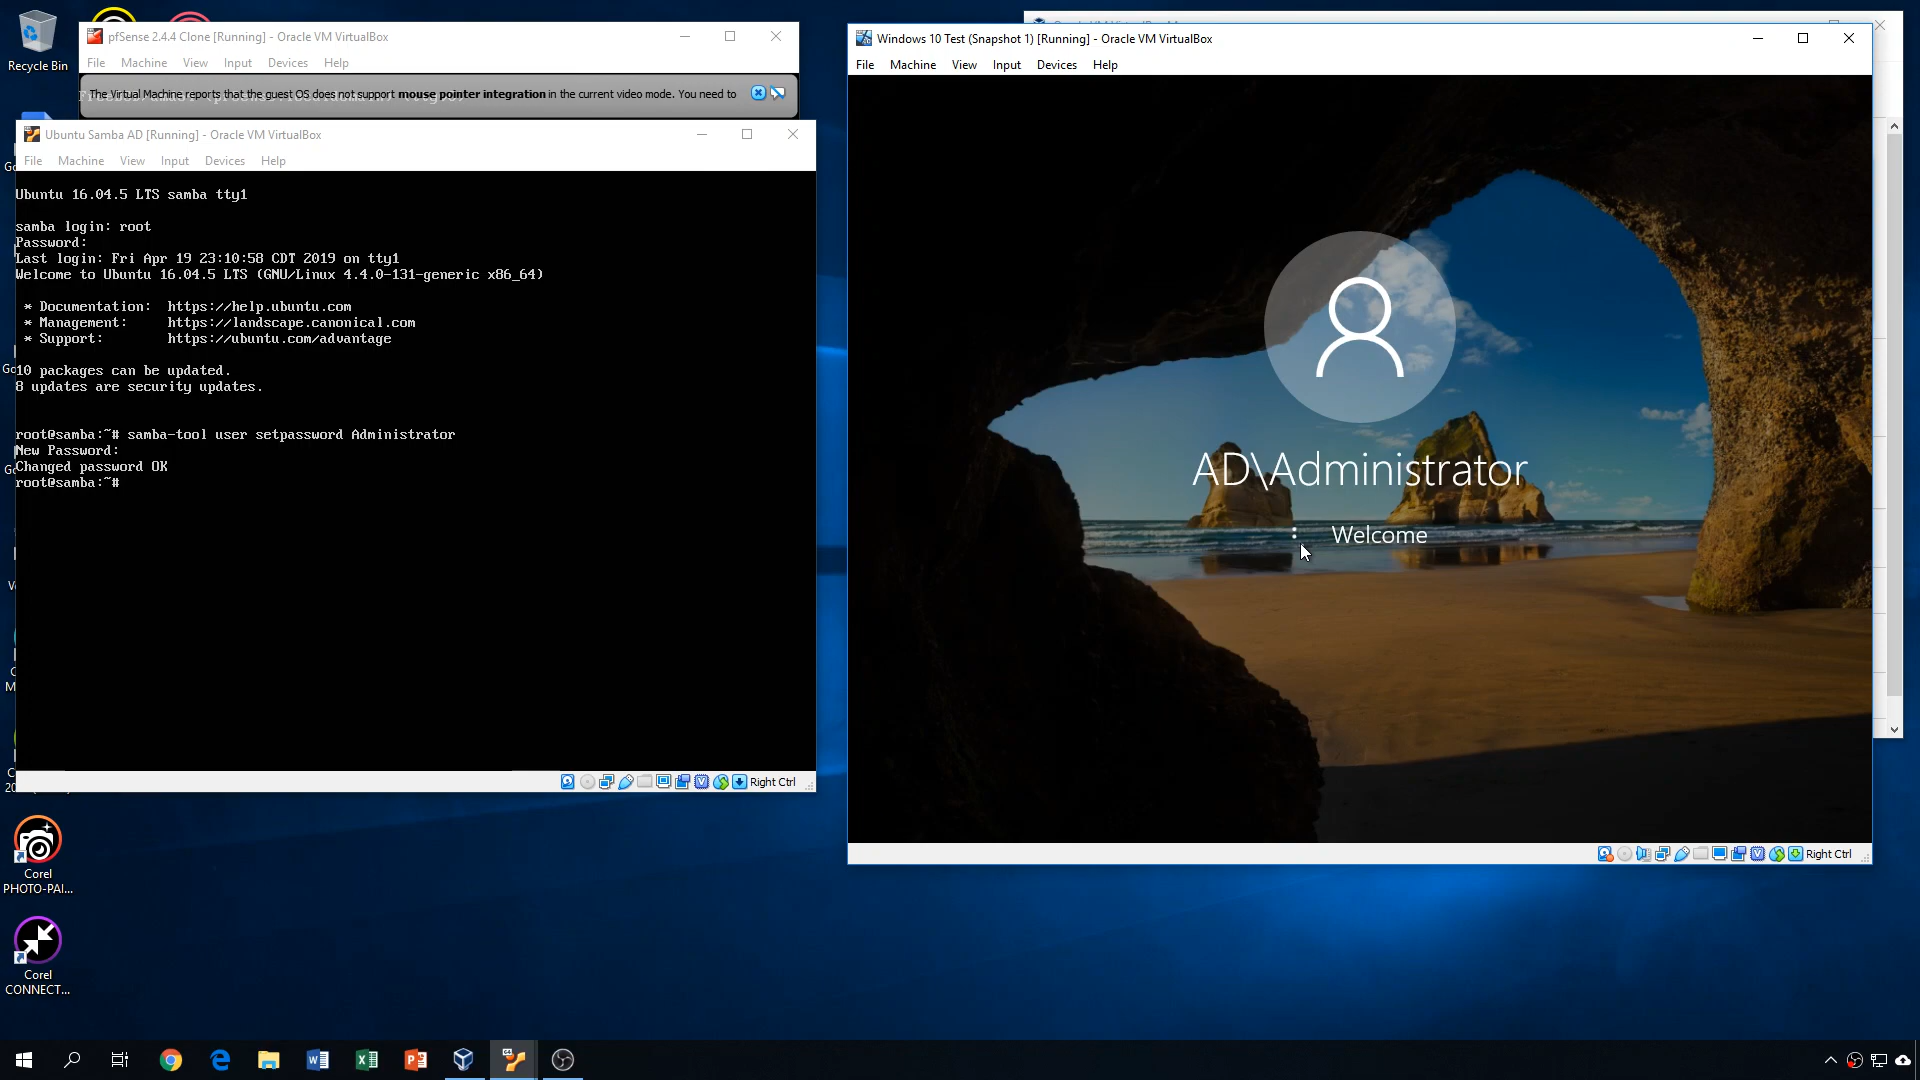 Recycle Bin
pfSense 2.4.4 Clone [Running] - Oracle VM VirtualBox
File Machine View Input Devices Help
The Virtual Machine reports that the guest OS does not support mouse pointer integration in the current video mode. You need to
Ubuntu Samba AD [Running] - Oracle VM VirtualBox
File Machine View Input Devices Help
Ubuntu 16.04.5 LTS samba tty1
samba login: root
Password:
Last login: Fri Apr 19 23:10:58 CDT 2019 on tty1
Welcome to Ubuntu 16.04.5 LTS (GNU/Linux 4.4.0-131-generic x86_64)
* Documentation: https://help.ubuntu.com
* Management: https://landscape.canonical.com
* Support: https://ubuntu.com/advantage
10 packages can be updated.
8 updates are security updates.
root@samba:~# samba-tool user setpassword Administrator
New Password:
Changed password OK
root@samba:~#
Right Ctrl
Corel
PHOTO-PAI...
Corel
CONNECT...
Windows 10 Test (Snapshot 1) [Running] - Oracle VM VirtualBox
File Machine View Input Devices Help
AD\Administrator
Welcome
Right Ctrl